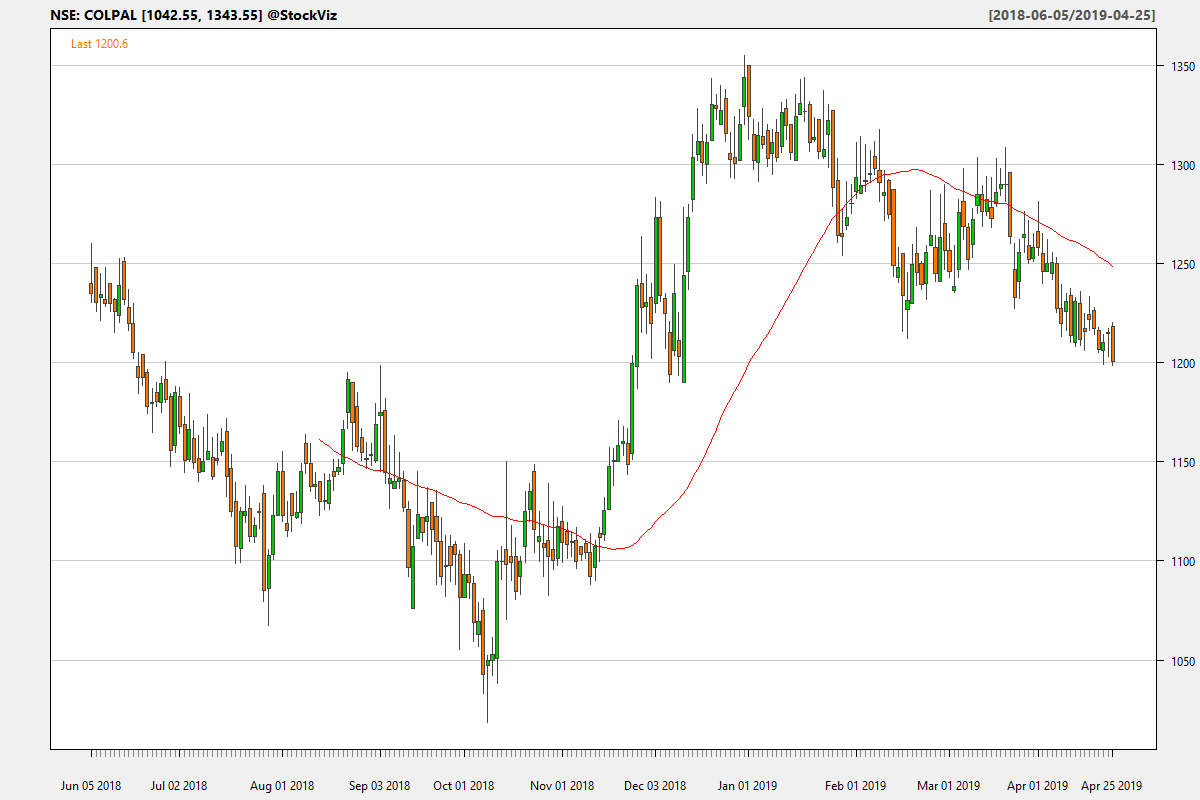 NSE: COLPAL [1042.55, 1343.55] @StockViz [2018-06-05/2019-04-25]
Last 1200.6
1350
1300
1250
1200
1150
1100
1050
Jun 05 2018 Jul 02 2018 Aug 01 2018 Sep 03 2018 Oct 01 2018 Nov 01 2018 Dec 03 2018 Jan 01 2019 Feb 01 2019 Mar 01 2019 Apr 01 2019 Apr 25 2019